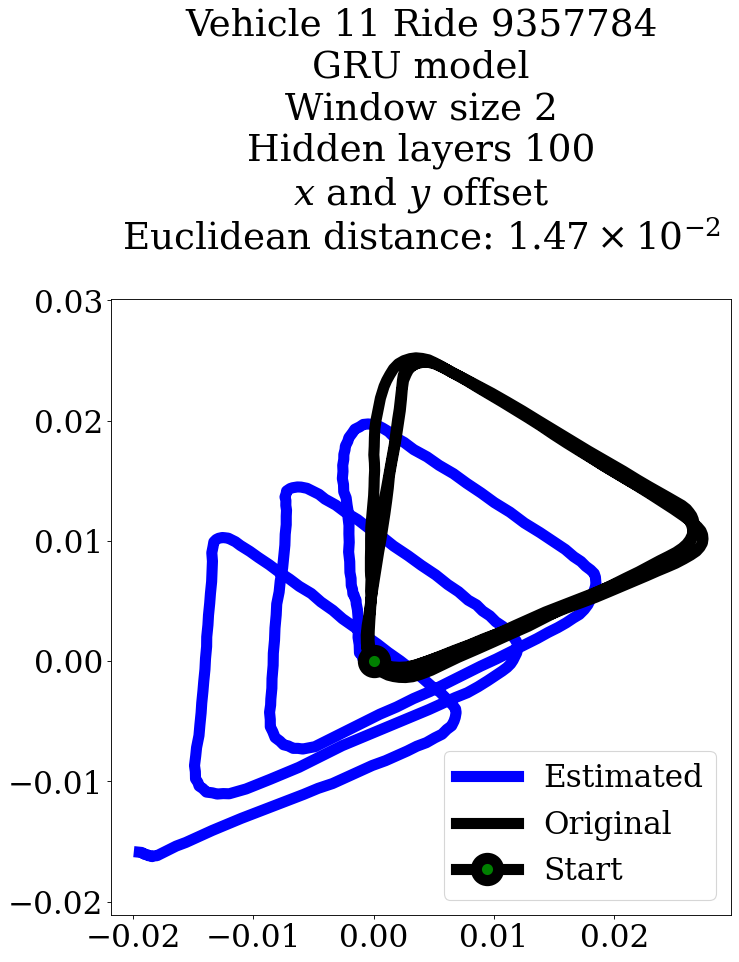 Vehicle 11 Ride 9357784
GRU model
Window size 2
Hidden layers 100
x and y offset
Euclidean distance: 1.47 × 10⁻²
0.03
0.02
0.01
0.00
−0.01
−0.02
Estimated
Original
Start
−0.02 −0.01 0.00 0.01 0.02